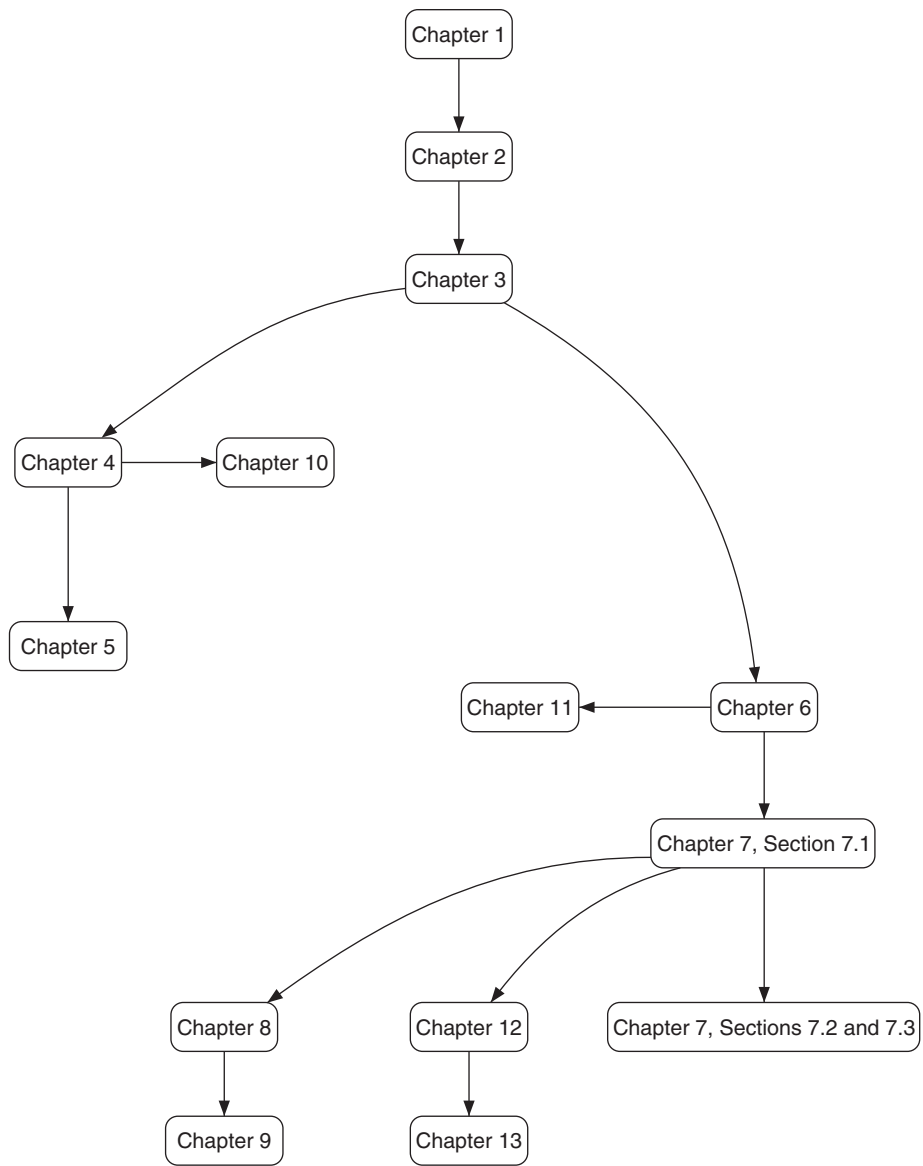 Chapter 1
Chapter 2
Chapter 3
Chapter 4
Chapter 10
Chapter 5
Chapter 11
Chapter 6
Chapter 7, Section 7.1
Chapter 8
Chapter 12
Chapter 7, Sections 7.2 and 7.3
Chapter 9
Chapter 13